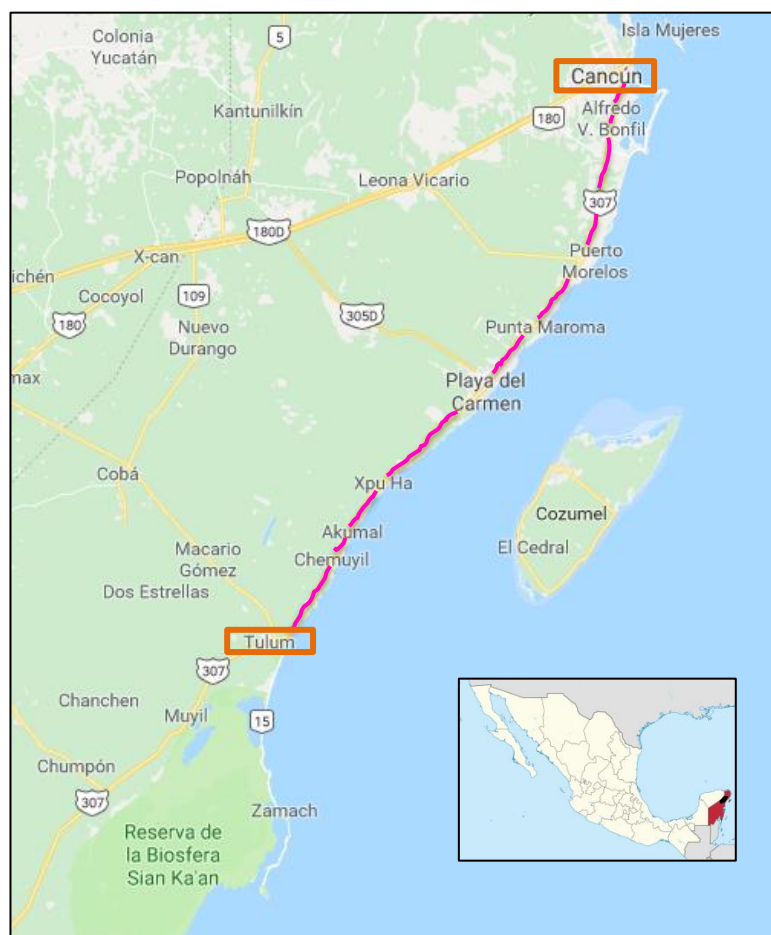 Isla Mujeres
Colonia
Yucatán
5
Cancún
Kantunilkín
180
Alfredo
V. Bonfil
Popolnáh
Leona Vicario
307
180D
X-can
Puerto
Morelos
ichén
Cocoyol
109
305D
180
Nuevo
Durango
Punta Maroma
max
Playa del
Carmen
Cobá
Xpu Ha
Cozumel
Akumal
El Cedral
Macario
Gómez
Chemuyil
Dos Estrellas
Tulum
307
Chanchen
Muyil
15
Chumpón
307
Zamach
Reserva de
la Biosfera
Sian Ka'an